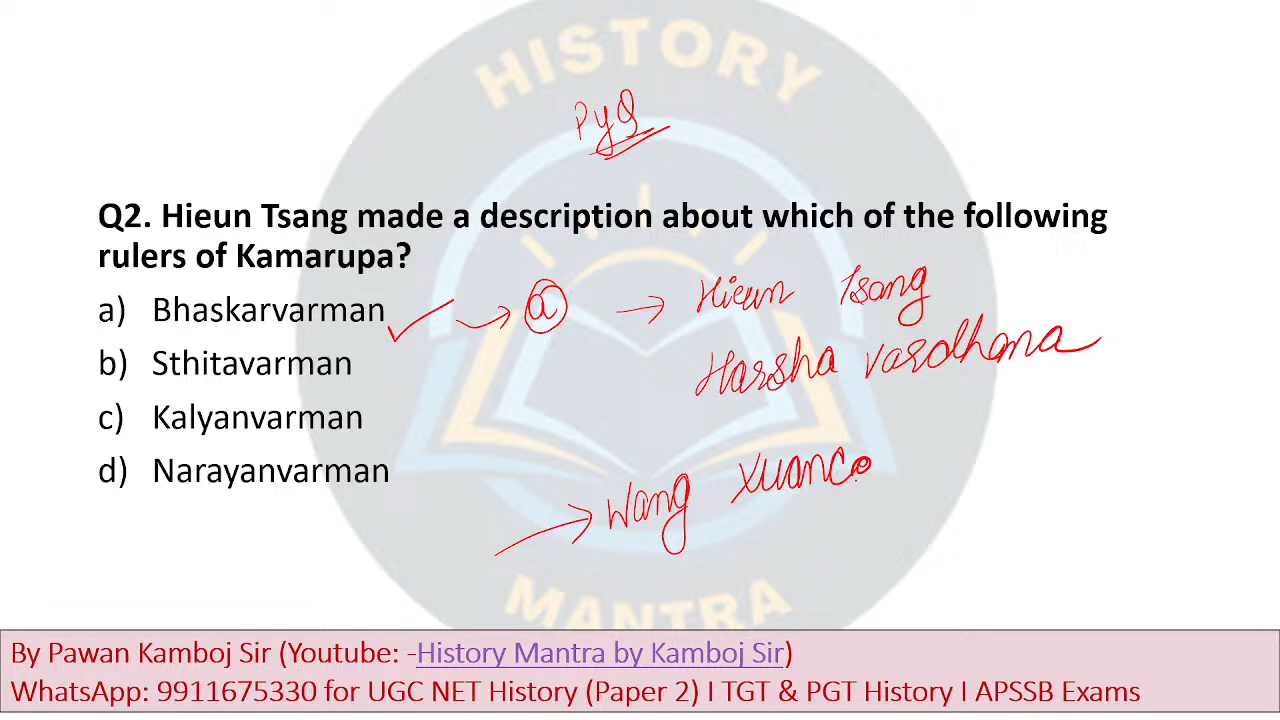 HISTORY
PyQ
Q2. Hieun Tsang made a description about which of the following
rulers of Kamarupa?
a) Bhaskarvarman
a → Hieun Tsang
Harsha vardhana
b) Sthitavarman
c) Kalyanvarman
d) Narayanvarman
→ Wang Xuance
MANTRA
By Pawan Kamboj Sir (Youtube: -History Mantra by Kamboj Sir)
WhatsApp: 9911675330 for UGC NET History (Paper 2) I TGT & PGT History I APSSB Exams